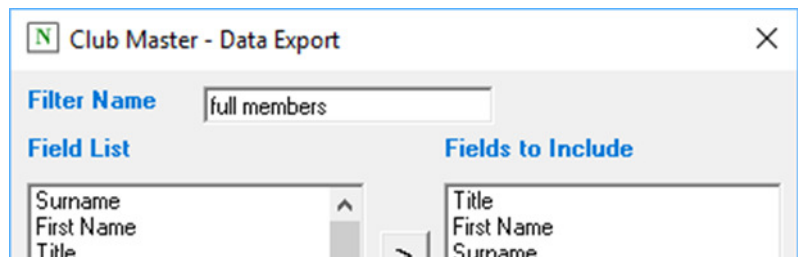 N Club Master - Data Export
Filter Name full members
Field List Fields to Include
Surname
First Name
Title
>
Title
First Name
Surname